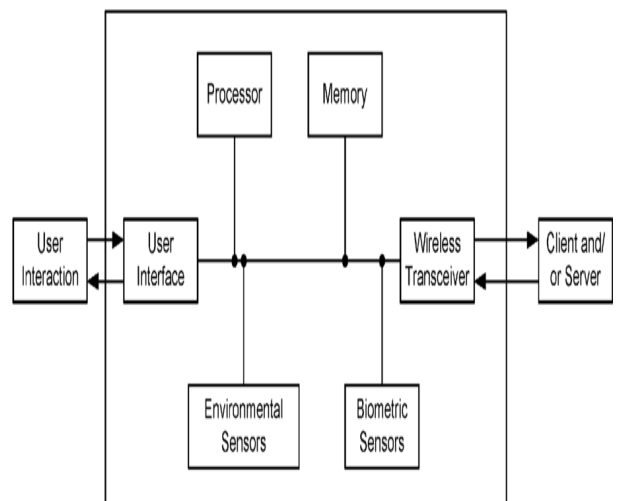 Processor
Memory
User
Interaction
User
Interface
Wireless
Transceiver
Client and/
or Server
Environmental
Sensors
Biometric
Sensors